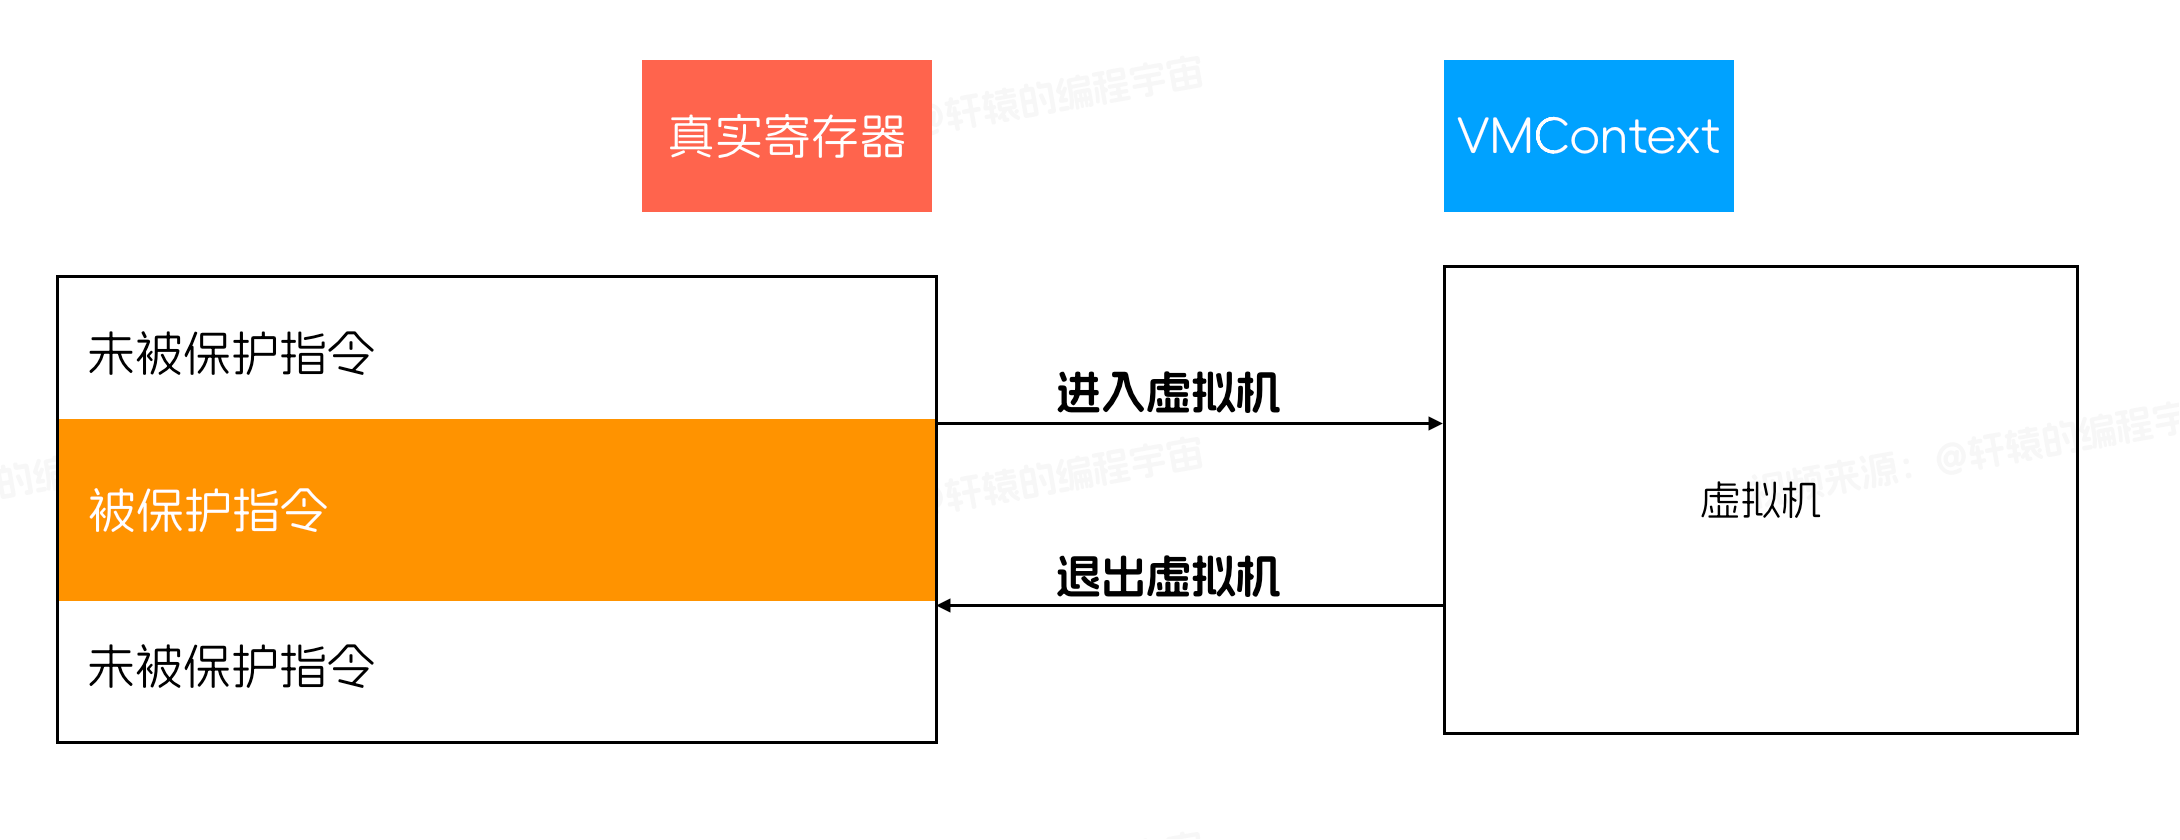 真实寄存器
VMContext
未被保护指令
进入虚拟机
被保护指令
虚拟机
退出虚拟机
未被保护指令
@轩辕的编程宇宙
@轩辕的编程宇宙
视频来源：@轩辕的编程宇宙